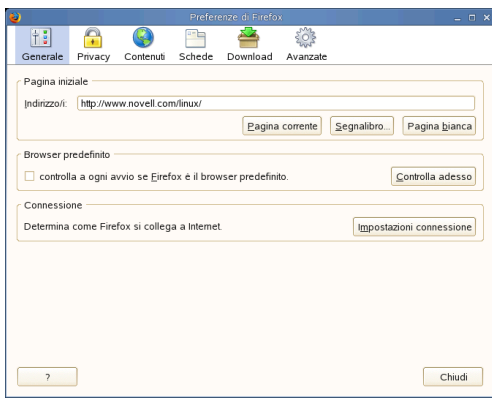 Preferenze di Firefox
Generale Privacy Contenuti Schede Download Avanzate
Pagina iniziale
Indirizzo/i: http://www.novell.com/linux/
Pagina corrente Segnalibro... Pagina bianca
Browser predefinito
controlla a ogni avvio se Firefox è il browser predefinito. Controlla adesso
Connessione
Determina come Firefox si collega a Internet. Impostazioni connessione
? Chiudi